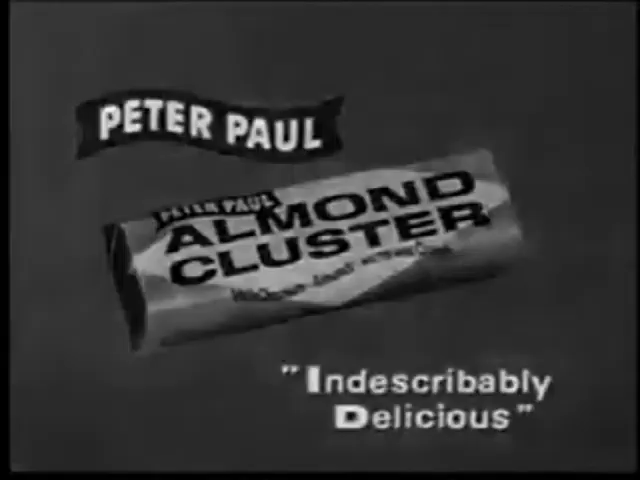 PETER PAUL
PETER PAUL
ALMOND
CLUSTER
"Indescribably
Delicious"